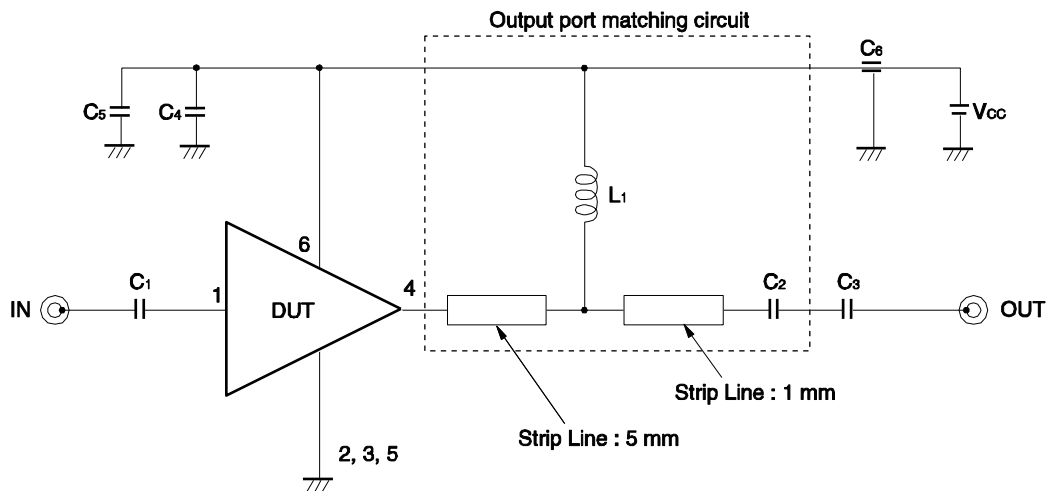 Output port matching circuit
C6
C5
C4
VCC
L1
6
IN
C1
1
DUT
4
C2
C3
OUT
Strip Line : 1 mm
Strip Line : 5 mm
2, 3, 5